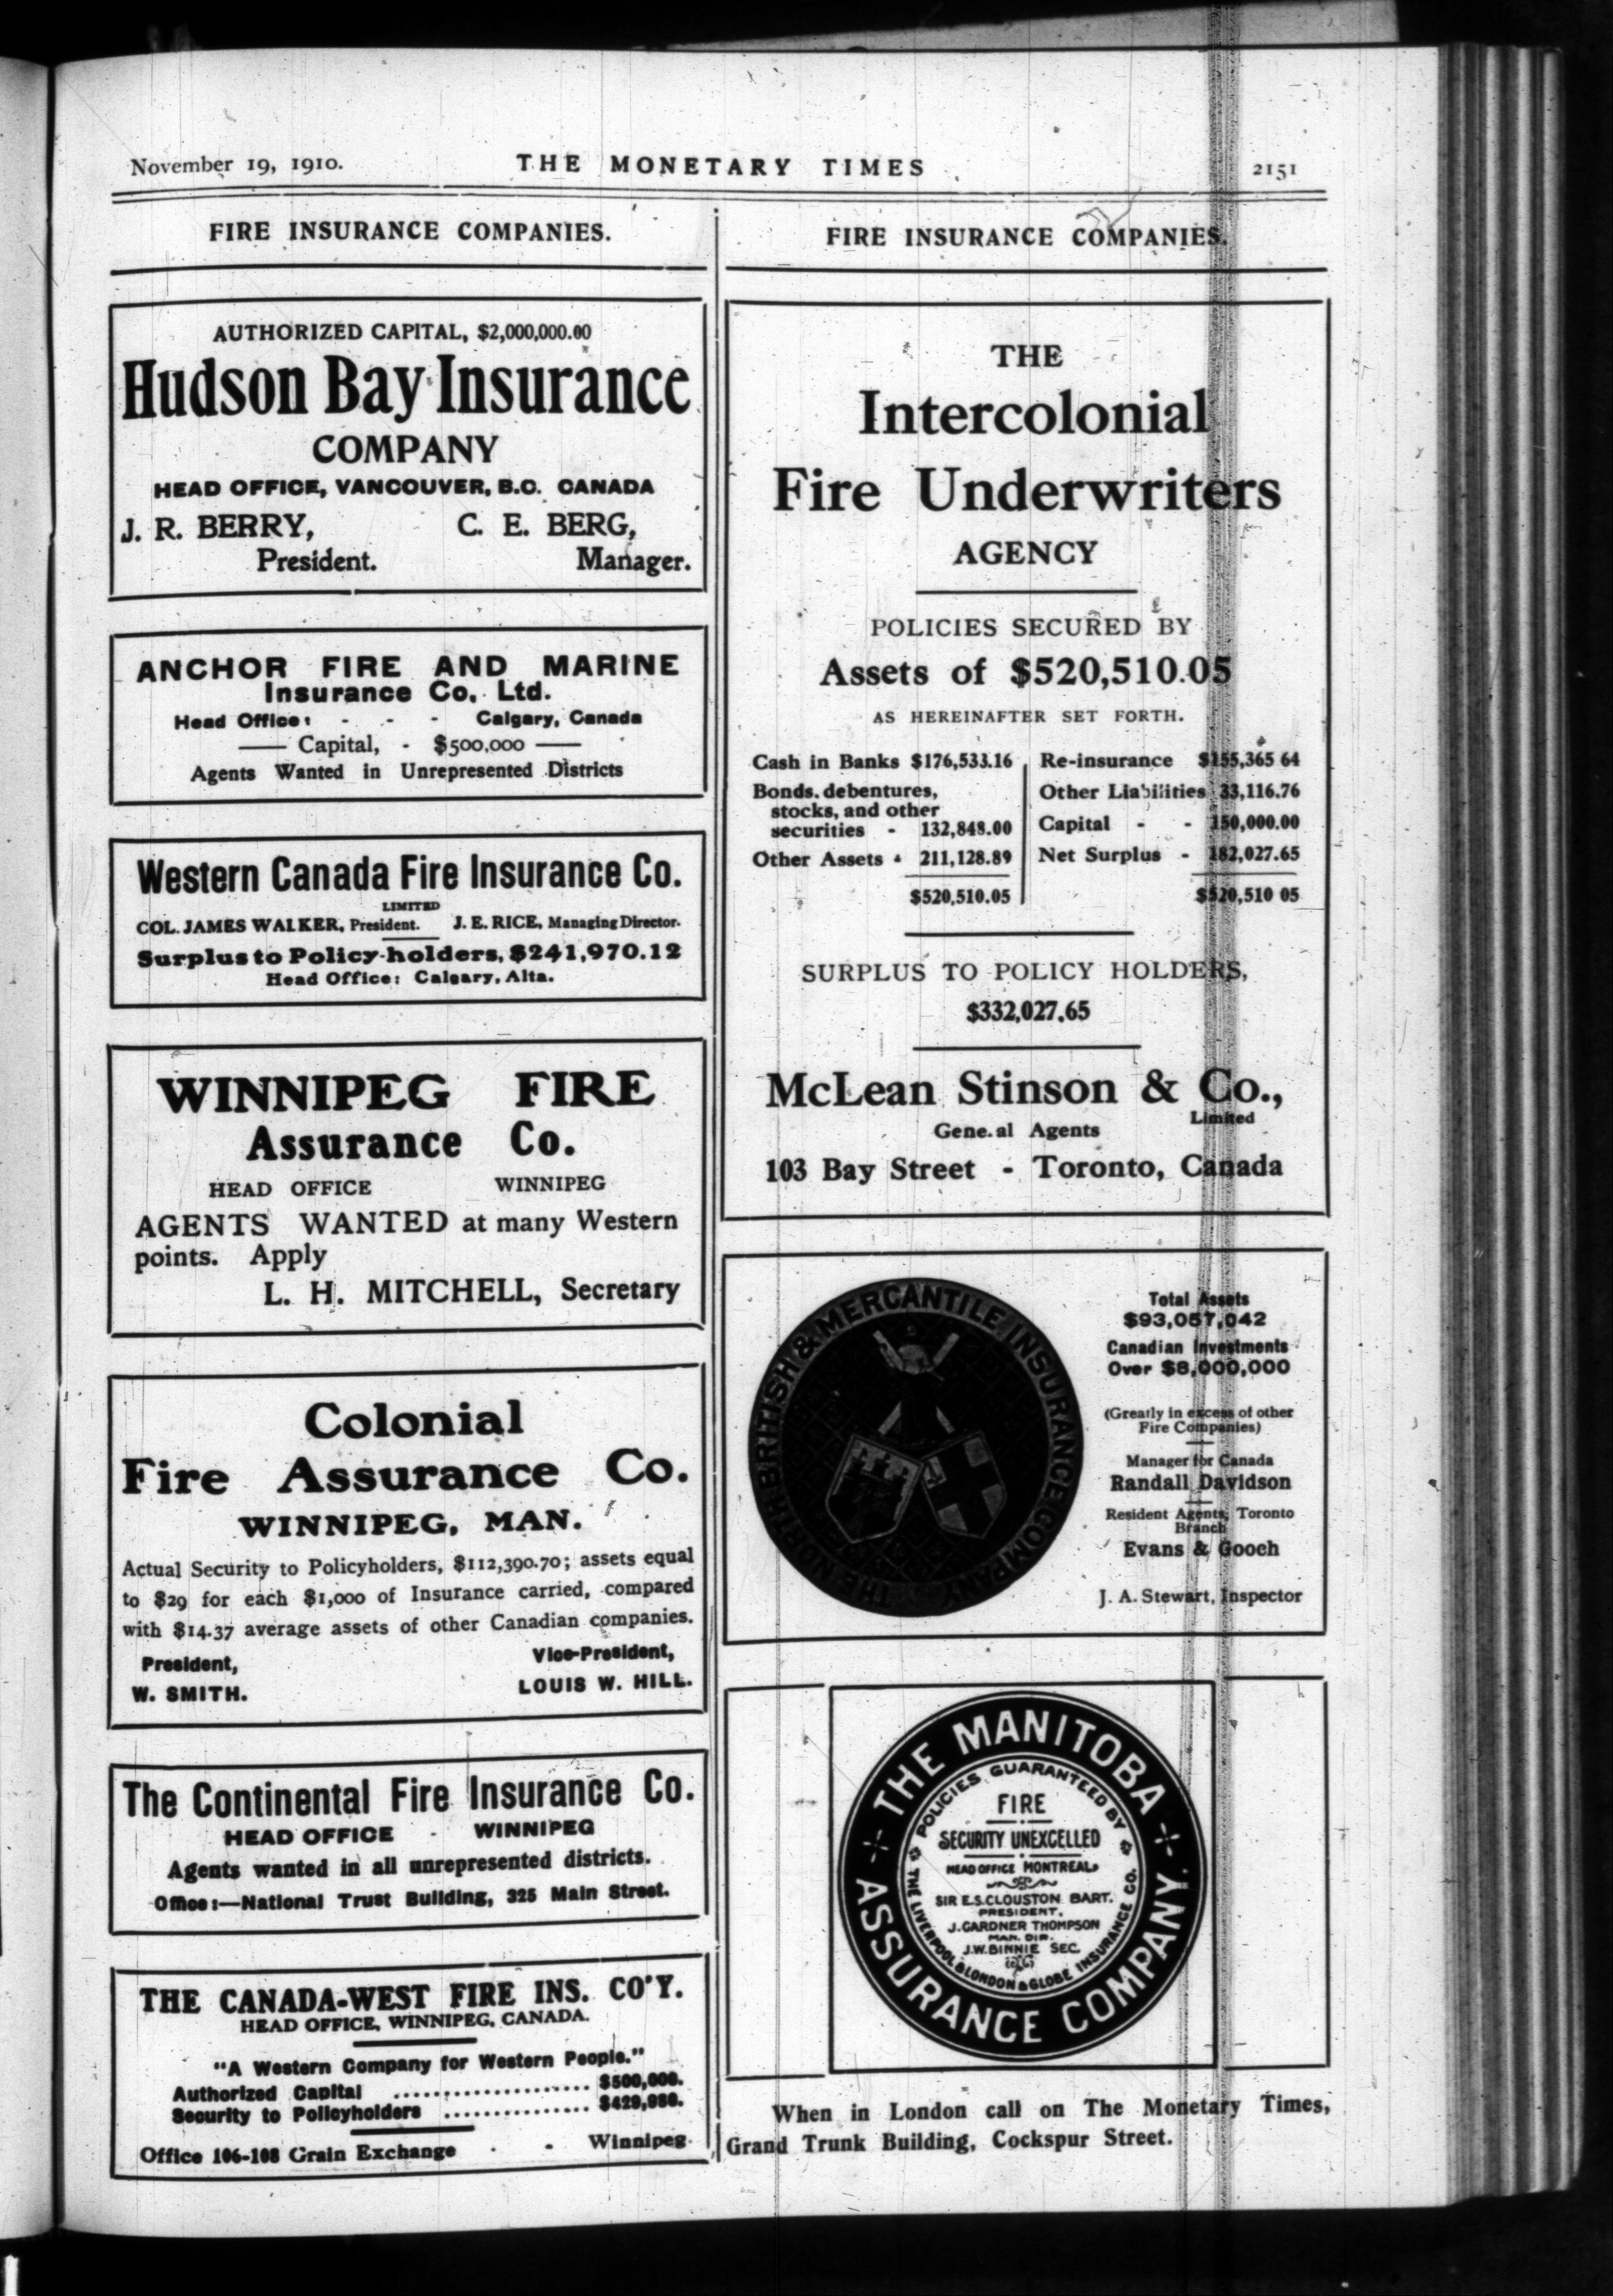 November 19, 1910.
THE MONETARY TIMES
2151
FIRE INSURANCE COMPANIES.
AUTHORIZED CAPITAL, $2,000,000.00
Hudson Bay Insurance
COMPANY
HEAD OFFICE, VANCOUVER, B.C. CANADA
J. R. BERRY, C. E. BERG,
President. Manager.
ANCHOR FIRE AND MARINE
Insurance Co. Ltd.
Head Office: - - - Calgary, Canada
Capital, - $500,000
Agents Wanted in Unrepresented Districts
Western Canada Fire Insurance Co.
LIMITED
COL. JAMES WALKER, President. J. E. RICE, Managing Director.
Surplus to Policy-holders, $241,970.12
Head Office: Calgary, Alta.
WINNIPEG FIRE
Assurance Co.
HEAD OFFICE WINNIPEG
AGENTS WANTED at many Western
points. Apply
L. H. MITCHELL, Secretary
Colonial
Fire Assurance Co.
WINNIPEG, MAN.
Actual Security to Policyholders, $112,390.70; assets equal
to $29 for each $1,000 of Insurance carried, compared
with $14.37 average assets of other Canadian companies.
President, Vice-President,
W. SMITH. LOUIS W. HILL.
The Continental Fire Insurance Co.
HEAD OFFICE - WINNIPEG
Agents wanted in all unrepresented districts.
Office:—National Trust Building, 325 Main Street.
THE CANADA-WEST FIRE INS. CO'Y.
HEAD OFFICE, WINNIPEG, CANADA.
"A Western Company for Western People."
Authorized Capital .................... $500,000.
Security to Policyholders ...............
Office 106-108 Grain Exchange - - Winnipeg
FIRE INSURANCE COMPANIES.
THE
Intercolonial
Fire Underwriters
AGENCY
POLICIES SECURED BY
Assets of $520,510.05
AS HEREINAFTER SET FORTH.
Cash in Banks $176,533.16
Bonds, debentures,
stocks, and other
securities - 132,848.00
Other Assets - 211,128.89
$520,510.05
Re-insurance $155,365 64
Other Liabilities 33,116.76
Capital - - 150,000.00
Net Surplus - 182,027.65
$520,510 05
SURPLUS TO POLICY HOLDERS,
$332,027.65
McLean Stinson & Co.,
Limited
Gene.al Agents
103 Bay Street - Toronto, Canada
THE NORTH BRITISH & MERCANTILE INSURANCE COMPANY
Total Assets
$93,057,042
Canadian Investments
Over $8,000,000
(Greatly in excess of other
Fire Companies)
Manager for Canada
Randall Davidson
Resident Agents, Toronto
Branch
Evans & Gooch
J. A. Stewart, Inspector
THE MANITOBA
ASSURANCE COMPANY.
POLICIES GUARANTEED BY
THE LIVERPOOL & LONDON & GLOBE INSURANCE CO.
FIRE
SECURITY UNEXCELLED
HEAD OFFICE MONTREAL
SIR E.S. CLOUSTON BART.
PRESIDENT.
J. GARDNER THOMPSON
MAN. DIR.
J.W. BINNIE SEC.
When in London call on The Monetary Times,
Grand Trunk Building, Cockspur Street.